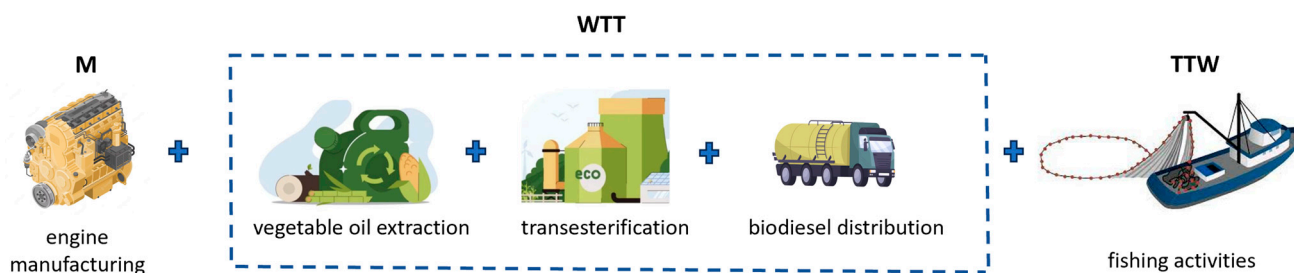 WTT
M
TTW
eco
vegetable oil extraction
transesterification
biodiesel distribution
engine
manufacturing
fishing activities